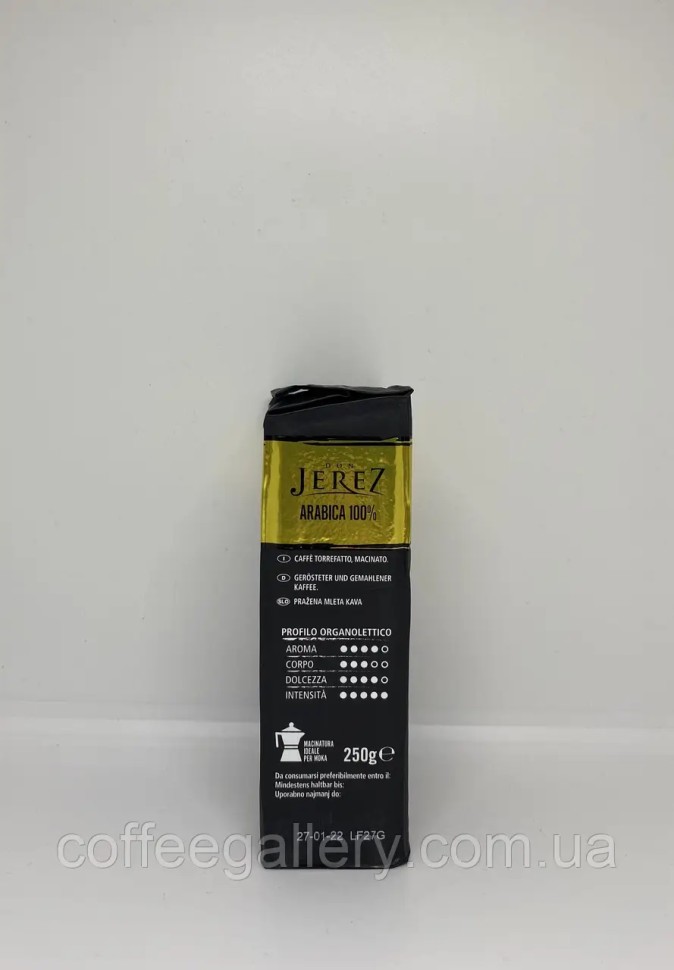 DON
JEREZ
ARABICA 100%
I CAFFÈ TORREFATTO, MACINATO.
D GERÖSTETER UND GEMAHLENER
KAFFEE.
SLO PRAŽENA MLETA KAVA
PROFILO ORGANOLETTICO
AROMA
CORPO
DOLCEZZA
INTENSITÀ
MACINATURA
IDEALE
PER MOKA
250g e
Da consumarsi preferibilmente entro il:
Mindestens haltbar bis:
Uporabno najmanj do:
27-01-22 LF27G
coffeegallery.com.ua